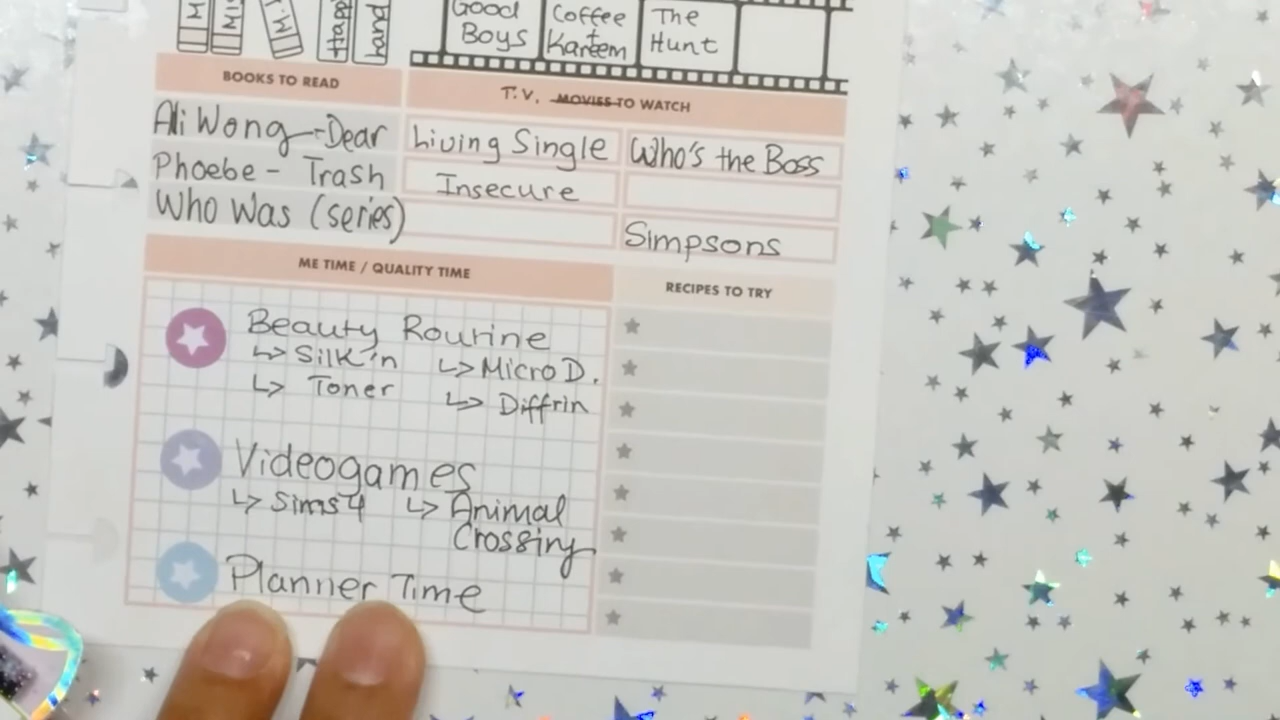 Good Boys
Coffee + Kareem
The Hunt
Happ
hand
BOOKS TO READ
Ali Wong - Dear
Phoebe - Trash
Who Was (series)
T.V. MOVIES TO WATCH
Living Single
Who's the Boss
Insecure
Simpsons
ME TIME / QUALITY TIME
Beauty Routine
↳ Silk'n ↳ Micro D.
↳ Toner ↳ Diffrin
Videogames
↳ Sims 4 ↳ Animal Crossing
Planner Time
RECIPES TO TRY